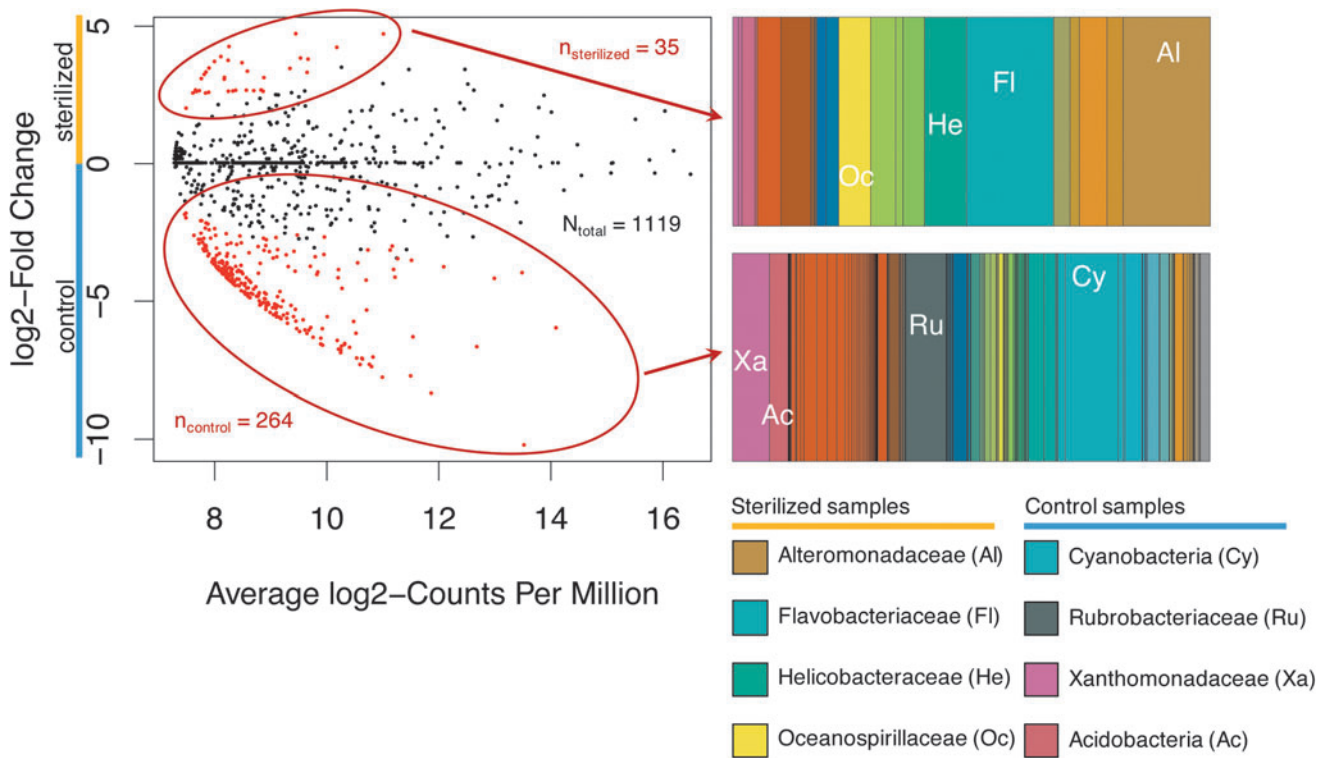 log2−Fold Change
sterilized
control
5
0
−5
−10
n_sterilized = 35
N_total = 1119
n_control = 264
8 10 12 14 16
Average log2−Counts Per Million
Oc He Fl Al
Xa Ac Ru Cy
Sterilized samples
Alteromonadaceae (Al)
Flavobacteriaceae (Fl)
Helicobacteraceae (He)
Oceanospirillaceae (Oc)
Control samples
Cyanobacteria (Cy)
Rubrobacteriaceae (Ru)
Xanthomonadaceae (Xa)
Acidobacteria (Ac)